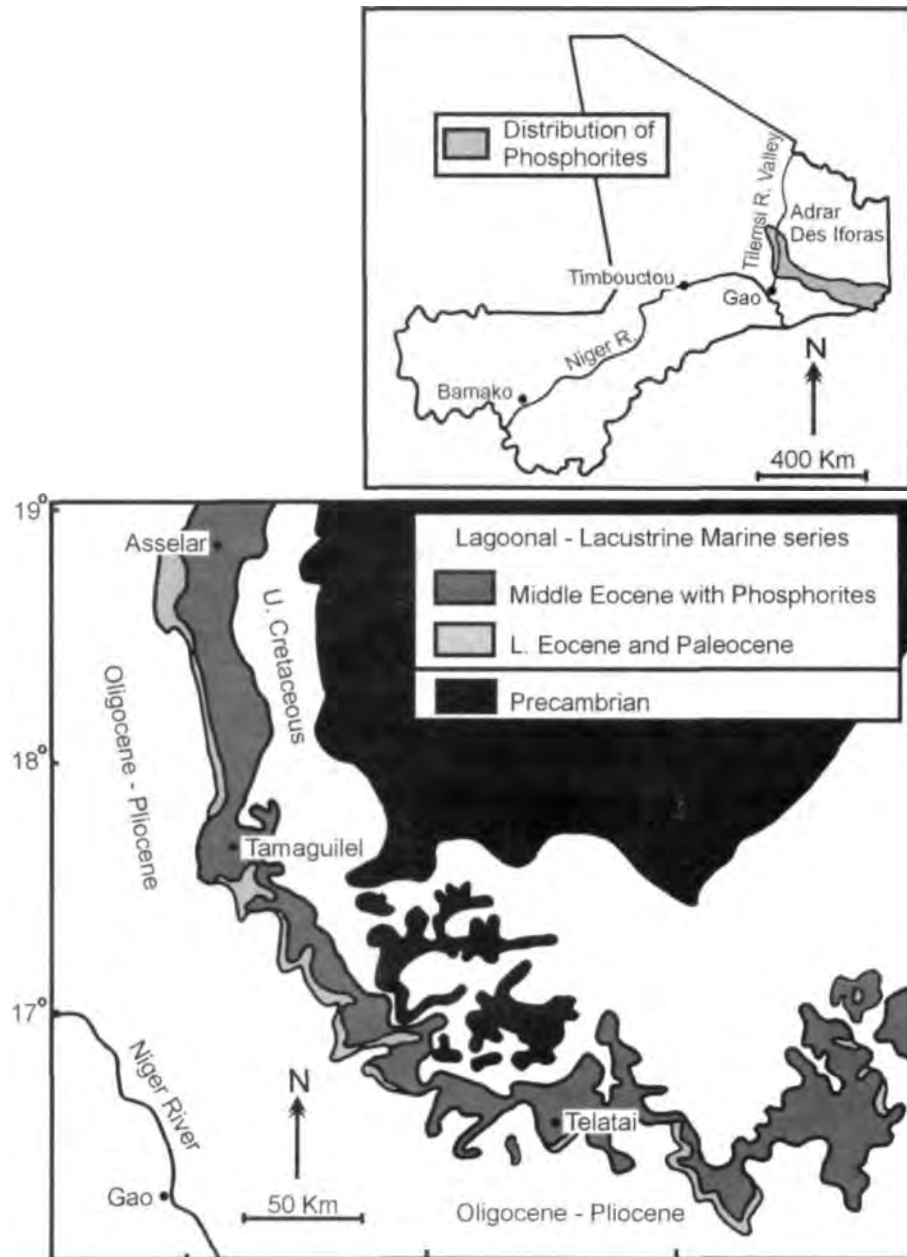 Distribution of
Phosphorites
Tilemsi R. Valley
Adrar
Des Iforas
Timbouctou
Gao
Niger R.
Bamako
N
400 Km
19°
Asselar
Lagoonal - Lacustrine Marine series
Middle Eocene with Phosphorites
L. Eocene and Paleocene
Precambrian
U. Cretaceous
Oligocene - Pliocene
18°
Tamaguilel
17°
Niger River
N
Telatai
Gao
50 Km
Oligocene - Pliocene